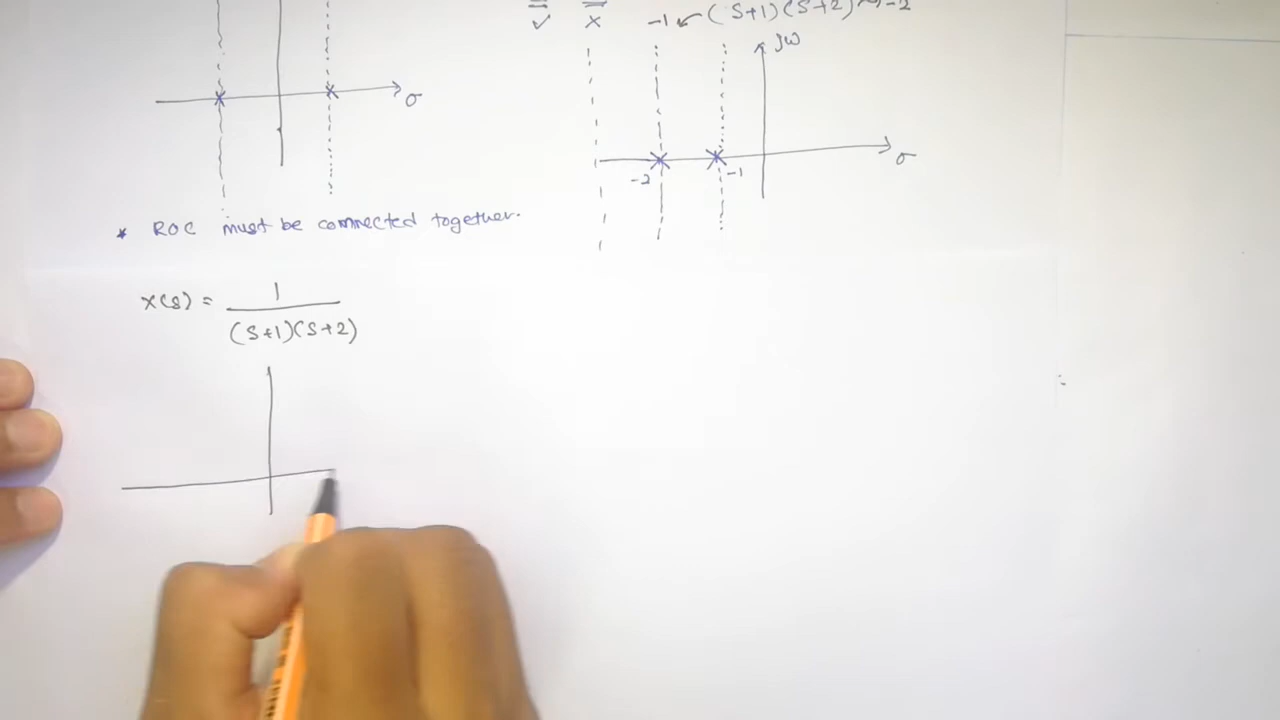 ✓ x -1 (S+1)(S+2) -2
jω
σ
σ
-2 -1
* ROC must be connected together.
X(s) = 1
(S+1)(S+2)